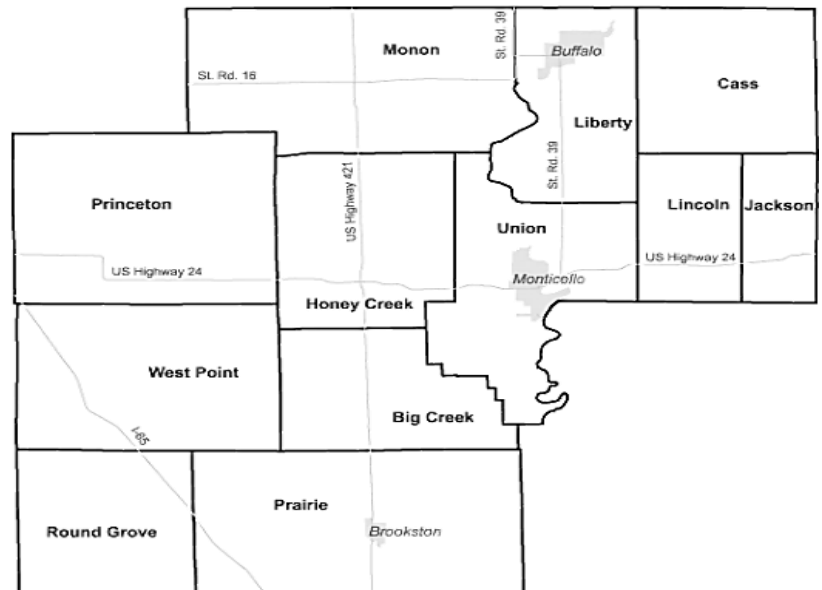 St. Rd. 39
Monon
Buffalo
St. Rd. 16
Cass
Liberty
St. Rd. 39
US Highway 421
Princeton
Lincoln
Jackson
Union
US Highway 24
US Highway 24
Monticello
Honey Creek
West Point
Big Creek
I-65
Prairie
Round Grove
Brookston